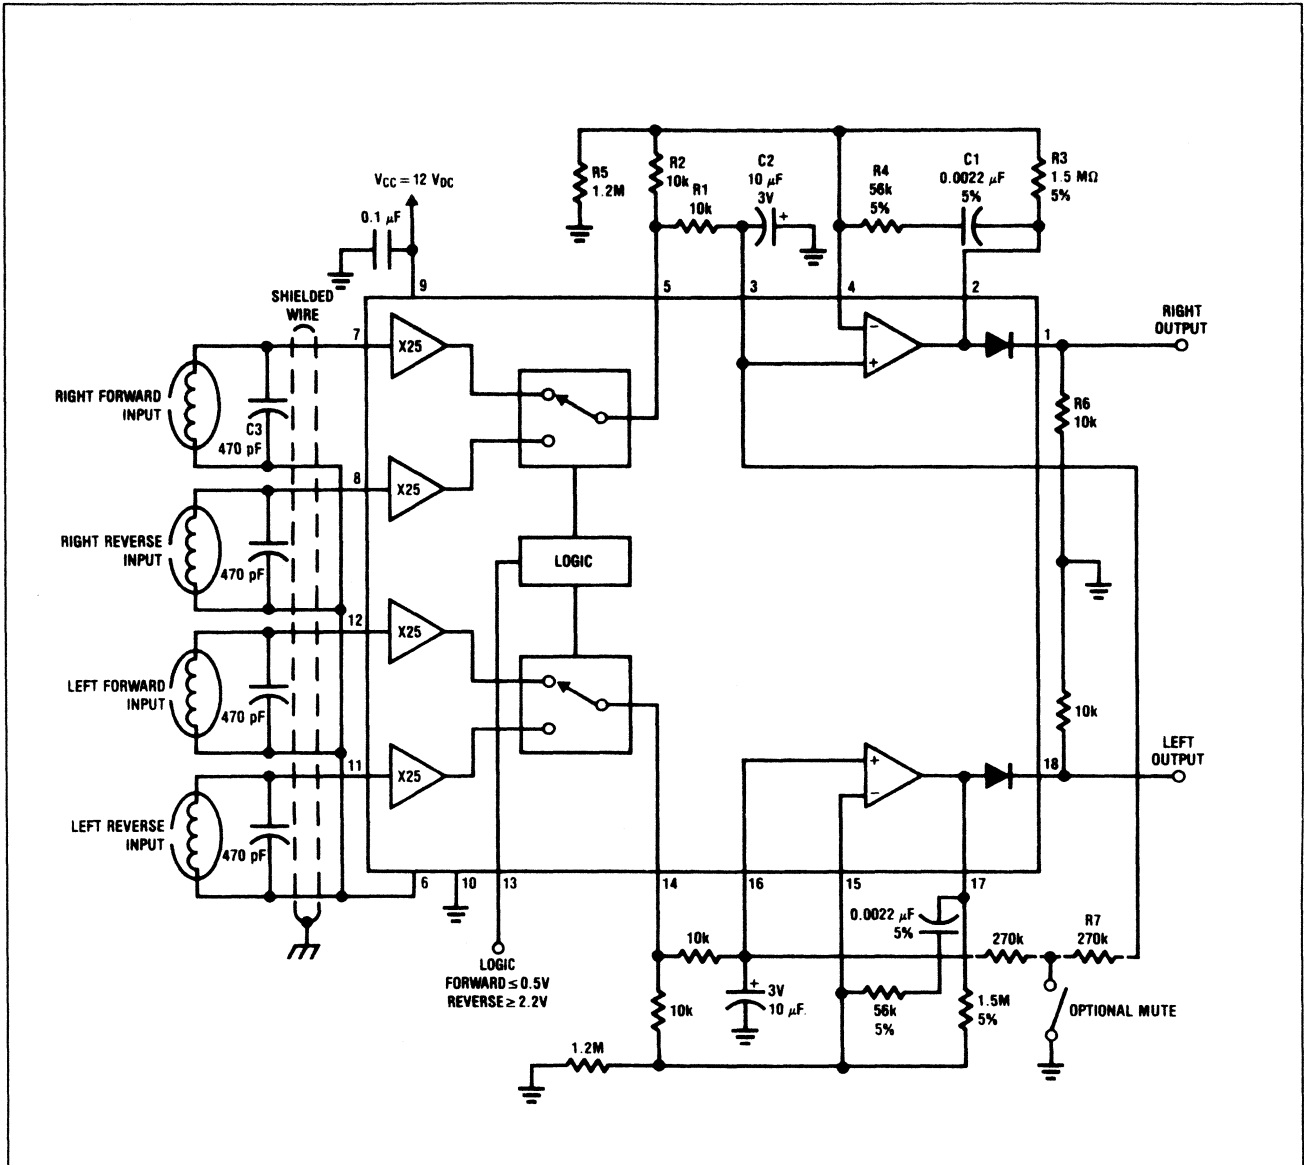 R5
1.2M
R2
10k
R1
10k
C2
10 μF
3V
+
R4
56k
5%
C1
0.0022 μF
5%
R3
1.5 MΩ
5%
VCC = 12 VDC
0.1 μF
SHIELDED
WIRE
9
5
3
4
2
7
X25
−
+
1
RIGHT
OUTPUT
RIGHT FORWARD
INPUT
C3
470 pF
R6
10k
8
X25
RIGHT REVERSE
INPUT
470 pF
LOGIC
12
X25
LEFT FORWARD
INPUT
470 pF
10k
11
X25
+
−
18
LEFT
OUTPUT
LEFT REVERSE
INPUT
470 pF
6
10
13
14
16
15
17
0.0022 μF
5%
10k
270k
R7
270k
LOGIC
FORWARD ≤ 0.5V
REVERSE ≥ 2.2V
10k
+
3V
10 μF
56k
5%
1.5M
5%
OPTIONAL MUTE
1.2M